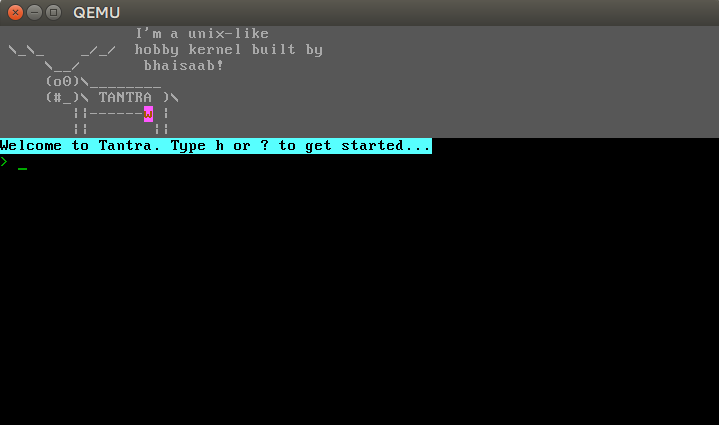 QEMU
I'm a unix-like
\_\_    _/_/  hobby kernel built by
\__/       bhaisaab!
(o0)\________
(#_)\ TANTRA )\
||------w |
||       ||
Welcome to Tantra. Type h or ? to get started...
> _